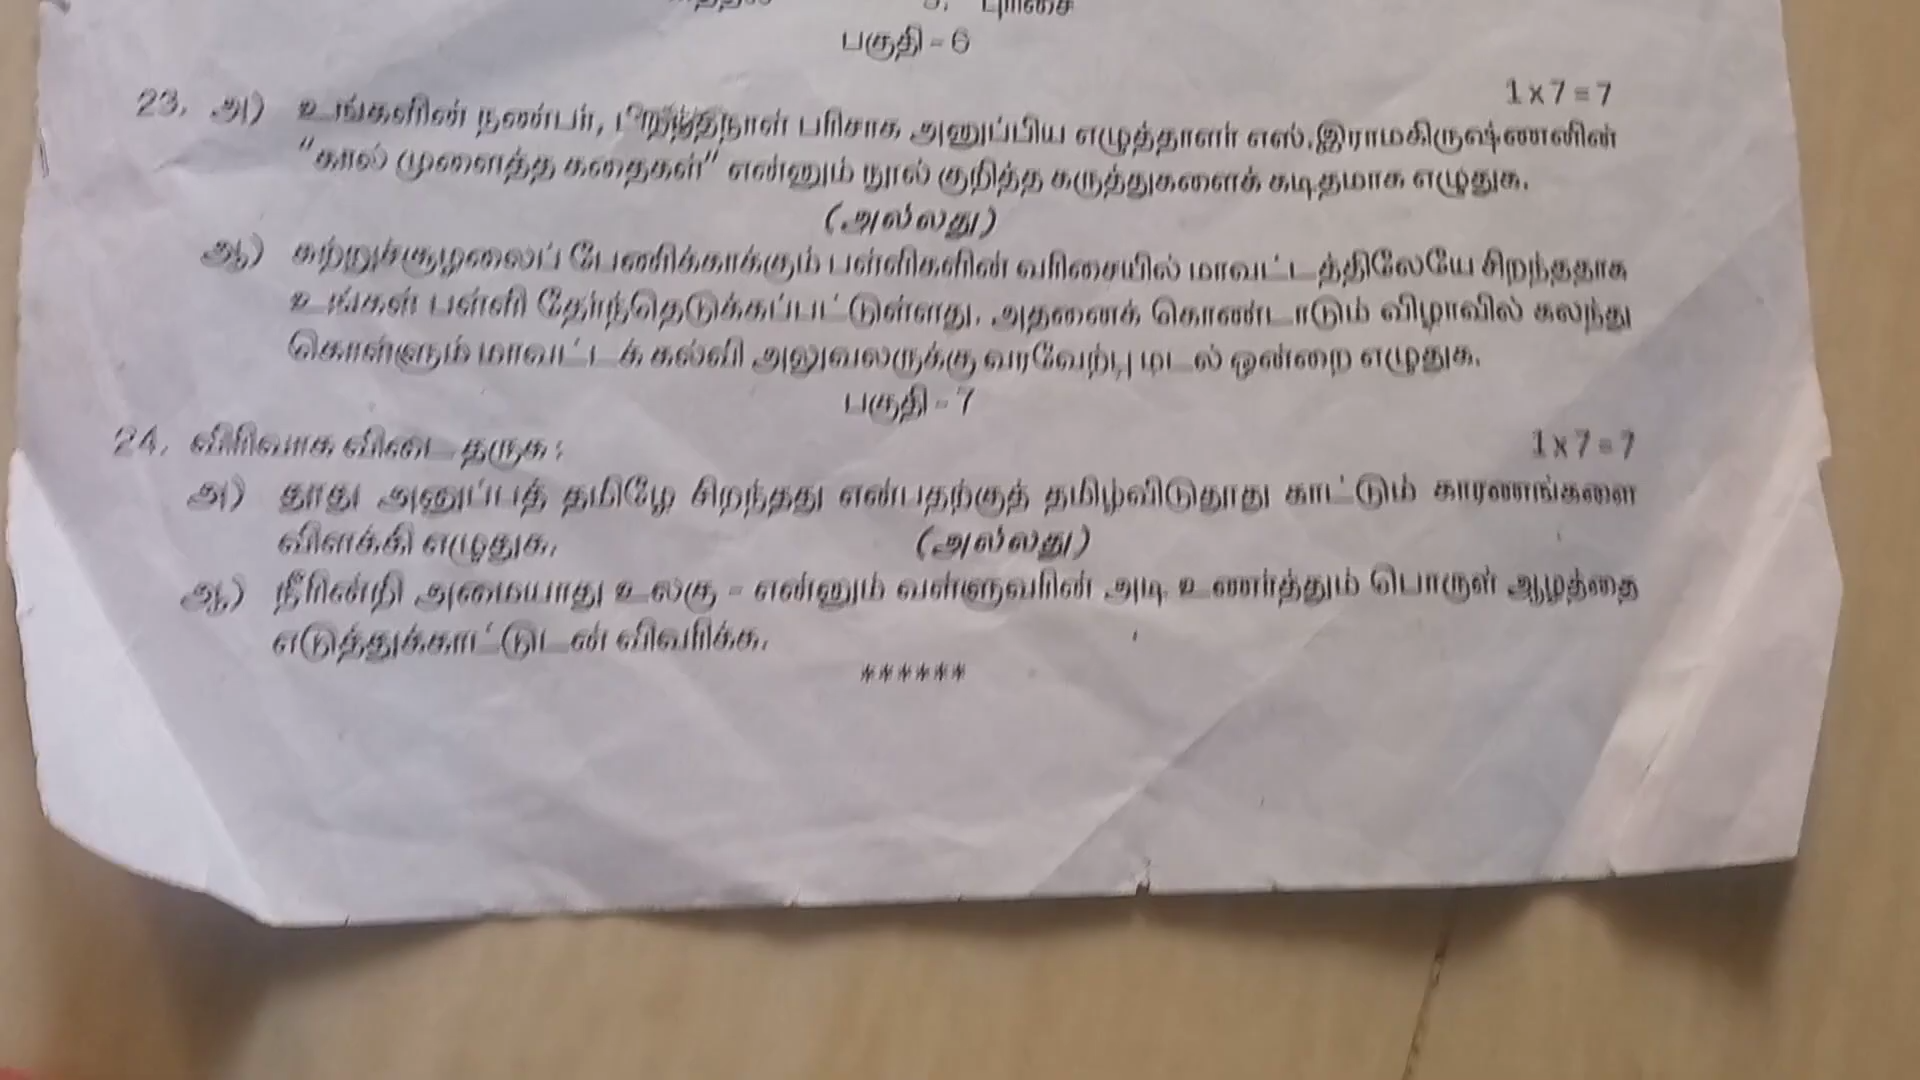 பரிசை
பகுதி - 6
1 x 7 = 7
23. அ) உங்களின் நண்பர், பிறந்தநாள் பரிசாக அனுப்பிய எழுத்தாளர் எஸ்.இராமகிருஷ்ணனின்
"கால் முளைத்த கதைகள்" என்னும் நூல் குறித்த கருத்துகளைக் கடிதமாக எழுதுக.
(அல்லது)
ஆ) சுற்றுச்சூழலைப் பேணிக்காக்கும் பள்ளிகளின் வரிசையில் மாவட்டத்திலேயே சிறந்ததாக
உங்கள் பள்ளி தேர்ந்தெடுக்கப்பட்டுள்ளது. அதனைக் கொண்டாடும் விழாவில் கலந்து
கொள்ளும் மாவட்டக் கல்வி அலுவலருக்கு வரவேற்பு மடல் ஒன்றை எழுதுக.
பகுதி - 7
24. விரிவாக விடை தருக : 1 x 7 = 7
அ) தூது அனுப்பத் தமிழே சிறந்தது என்பதற்குத் தமிழ்விடுதூது காட்டும் காரணங்களை
விளக்கி எழுதுக. (அல்லது)
ஆ) நீரின்றி அமையாது உலகு - என்னும் வள்ளுவரின் அடி உணர்த்தும் பொருள் ஆழத்தை
எடுத்துக்காட்டுடன் விவரிக்க.
******